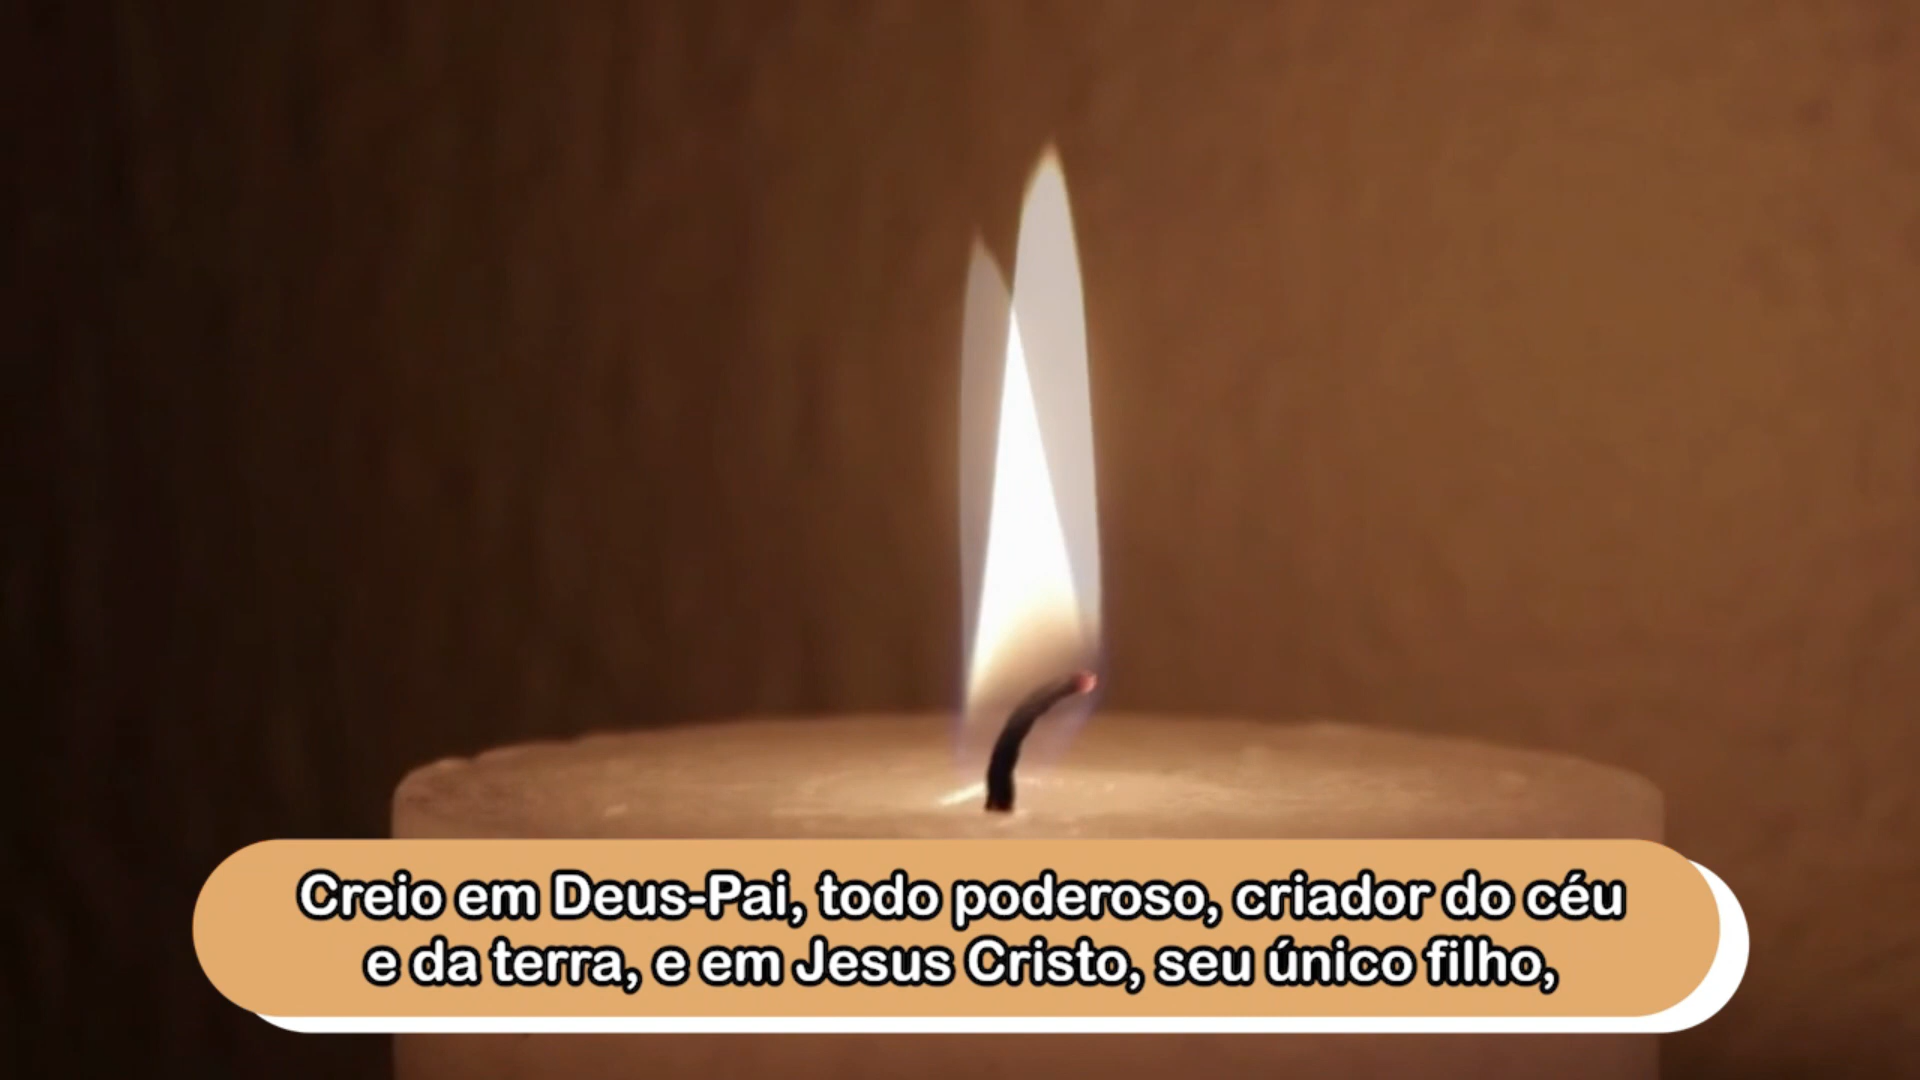 Creio em Deus-Pai, todo poderoso, criador do céu
e da terra, e em Jesus Cristo, seu único filho,